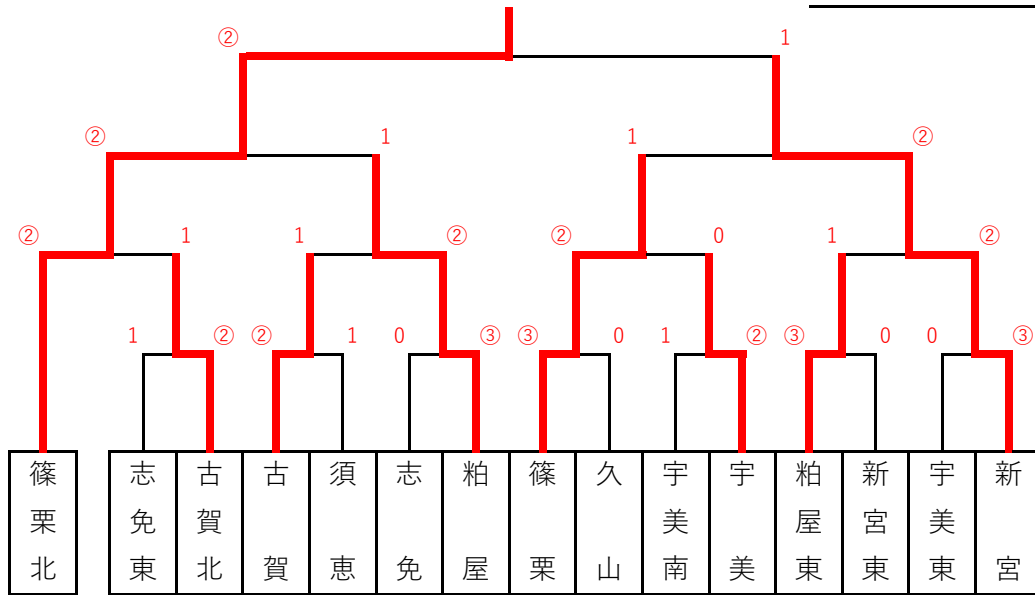 ② 1
② 1 1 ②
② 1 1 ② ② 0 1 ②
1 ② ② 1 0 ③ ③ 0 1 ② ③ 0 0 ③
篠栗北
志免東
古賀北
古賀
須恵
志免
粕屋
篠栗
久山
宇美南
宇美
粕屋東
新宮東
宇美東
新宮